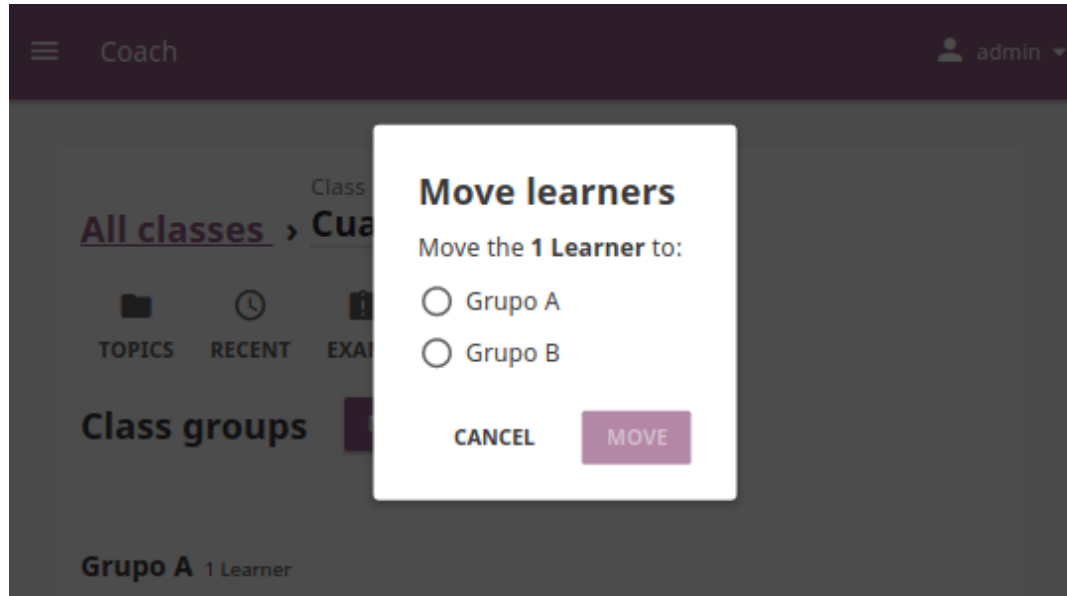 Coach
admin
Class
All classes › Cua
Move learners
Move the 1 Learner to:
Grupo A
Grupo B
TOPICS RECENT EXA
Class groups
CANCEL MOVE
Grupo A 1 Learner